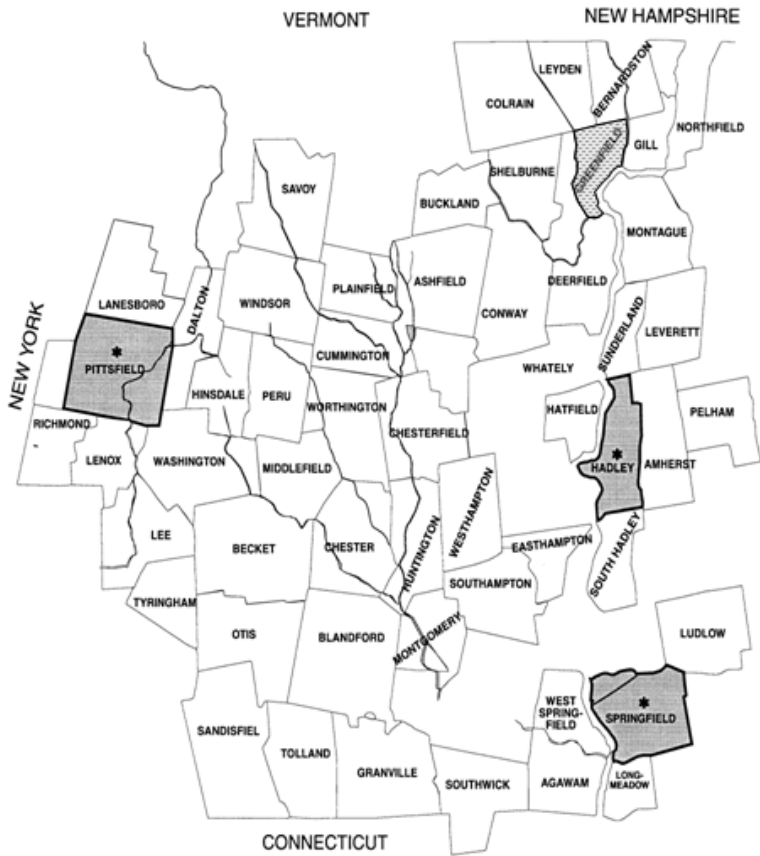 VERMONT
NEW HAMPSHIRE
LEYDEN
BERNARDSTON
COLRAIN
NORTHFIELD
GREENFIELD
GILL
SHELBURNE
SAVOY
BUCKLAND
MONTAGUE
ASHFIELD
DEERFIELD
PLAINFIELD
LANESBORO
WINDSOR
DALTON
CONWAY
SUNDERLAND
LEVERETT
NEW YORK
CUMMINGTON
WHATELY
PITTSFIELD
HINSDALE
PERU
WORTHINGTON
HATFIELD
PELHAM
RICHMOND
CHESTERFIELD
LENOX
WASHINGTON
MIDDLEFIELD
HADLEY
AMHERST
WESTHAMPTON
LEE
BECKET
CHESTER
HUNTINGTON
EASTHAMPTON
SOUTH HADLEY
SOUTHAMPTON
TYRINGHAM
OTIS
BLANDFORD
MONTGOMERY
LUDLOW
WEST
SPRING-
FIELD
SPRINGFIELD
SANDISFIEL
TOLLAND
GRANVILLE
SOUTHWICK
AGAWAM
LONG-
MEADOW
CONNECTICUT